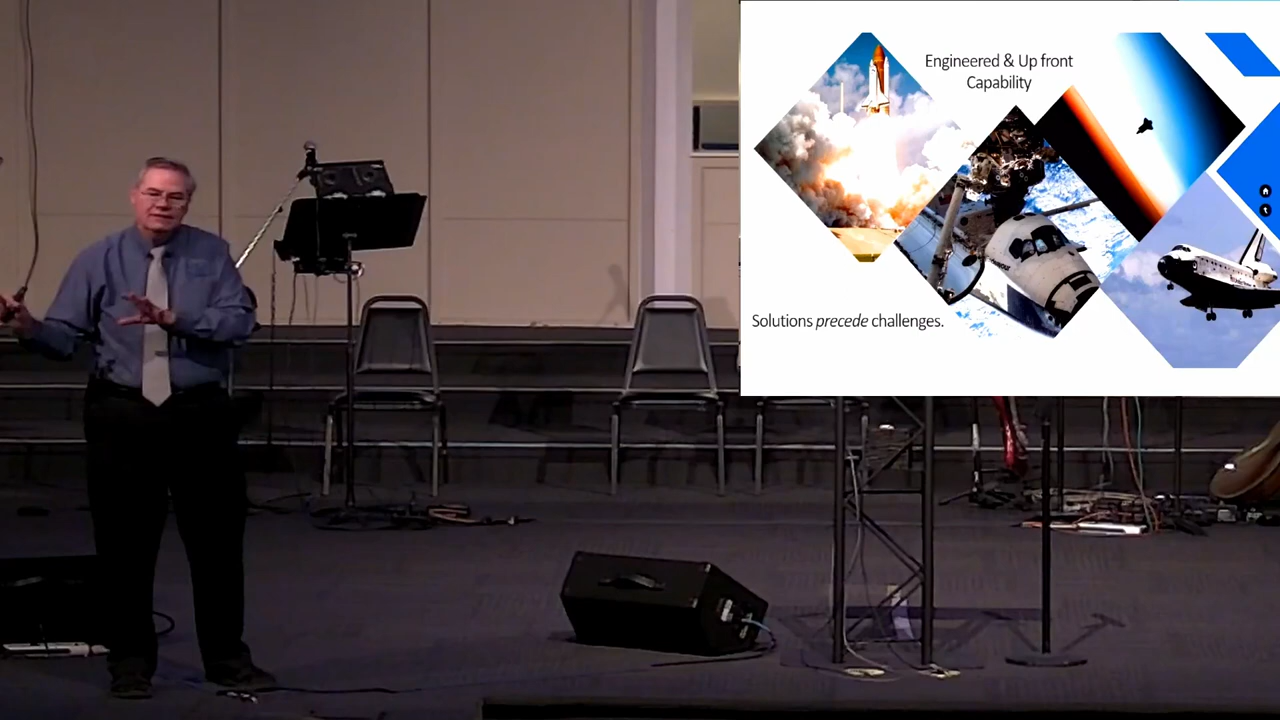 Engineered & Up front
Capability
Solutions precede challenges.